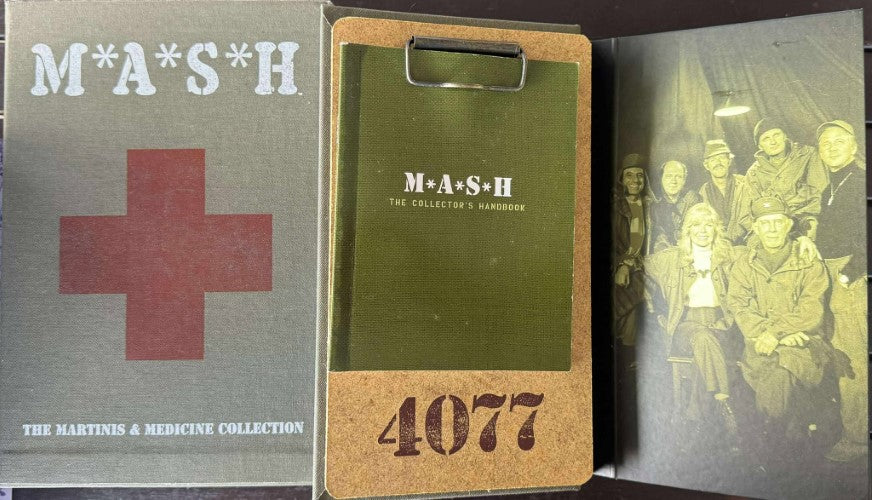 M*A*S*H
THE MARTINIS & MEDICINE COLLECTION
M*A*S*H
THE COLLECTOR'S HANDBOOK
4077